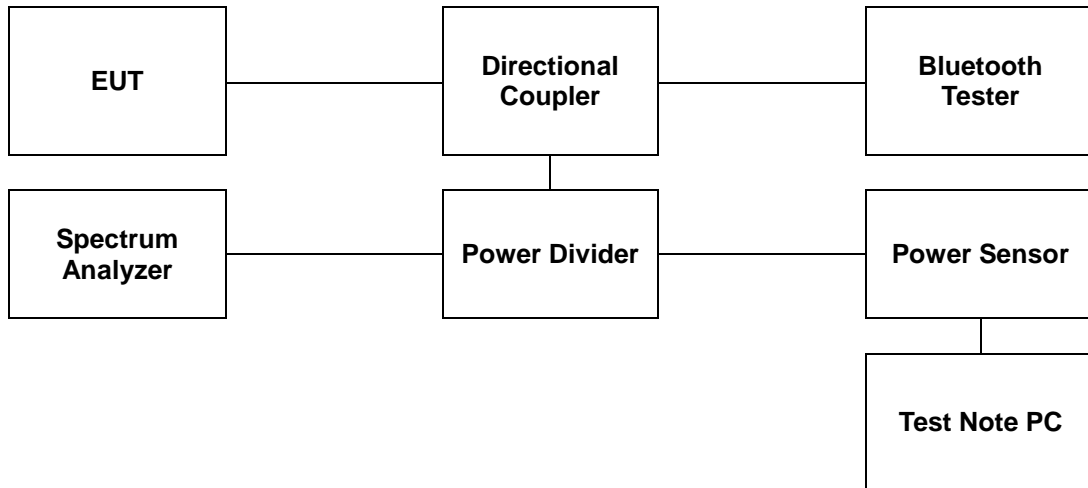 EUT
Directional
Coupler
Bluetooth
Tester
Spectrum
Analyzer
Power Divider
Power Sensor
Test Note PC